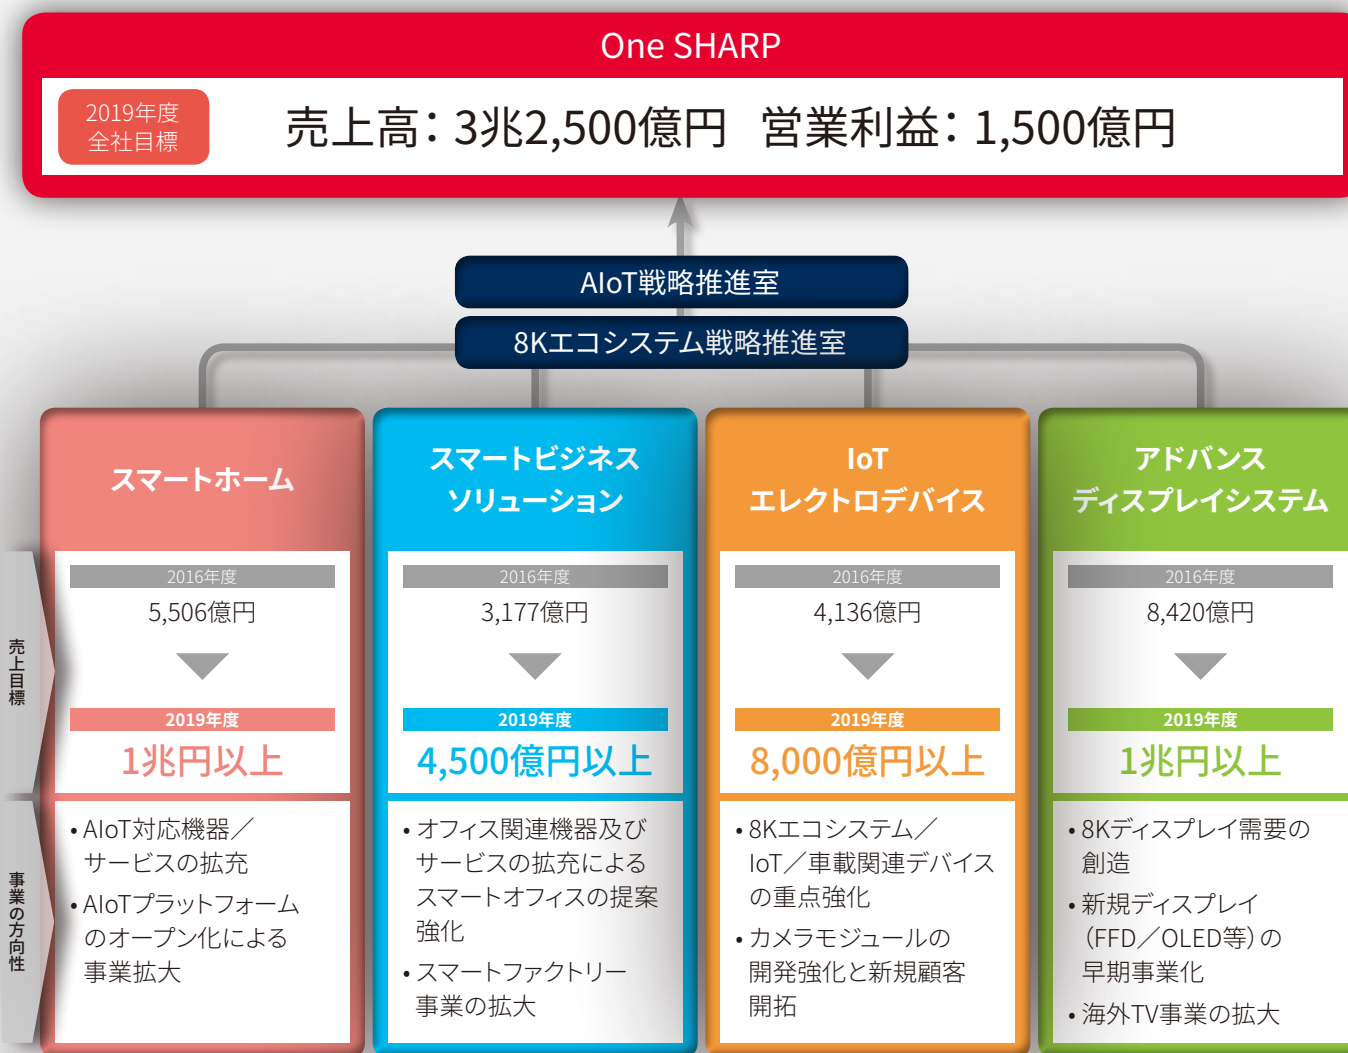 One SHARP
2019年度
全社目標
売上高：3兆2,500億円 営業利益：1,500億円
AIoT戦略推進室
8Kエコシステム戦略推進室
スマートホーム
スマートビジネス
ソリューション
IoT
エレクトロデバイス
アドバンス
ディスプレイシステム
売上目標
2016年度
5,506億円
2019年度
1兆円以上
2016年度
3,177億円
2019年度
4,500億円以上
2016年度
4,136億円
2019年度
8,000億円以上
2016年度
8,420億円
2019年度
1兆円以上
事業の方向性
• AIoT対応機器／
サービスの拡充
• AIoTプラットフォーム
のオープン化による
事業拡大
• オフィス関連機器及び
サービスの拡充による
スマートオフィスの提案
強化
• スマートファクトリー
事業の拡大
• 8Kエコシステム／
IoT／車載関連デバイス
の重点強化
• カメラモジュールの
開発強化と新規顧客
開拓
• 8Kディスプレイ需要の
創造
• 新規ディスプレイ
（FFD／OLED等）の
早期事業化
• 海外TV事業の拡大